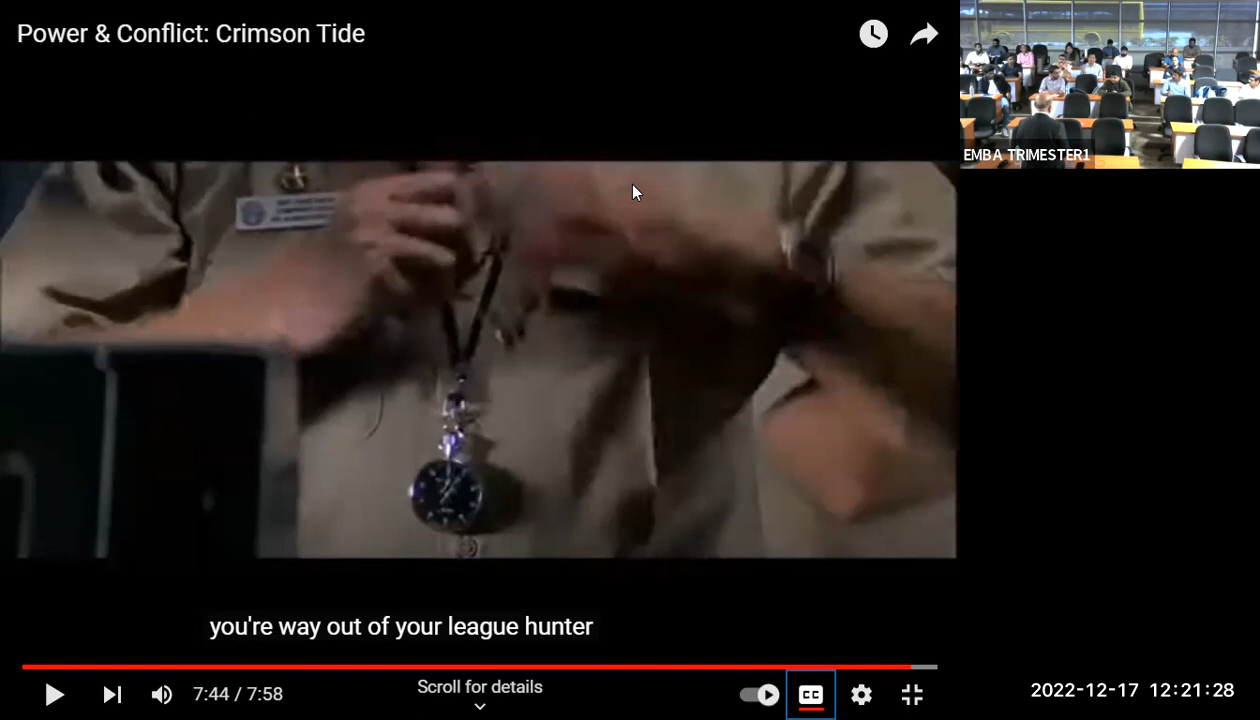 Power & Conflict: Crimson Tide
EMBA TRIMESTER1
you're way out of your league hunter
7:44 / 7:58
Scroll for details
CC
2022-12-17 12:21:28